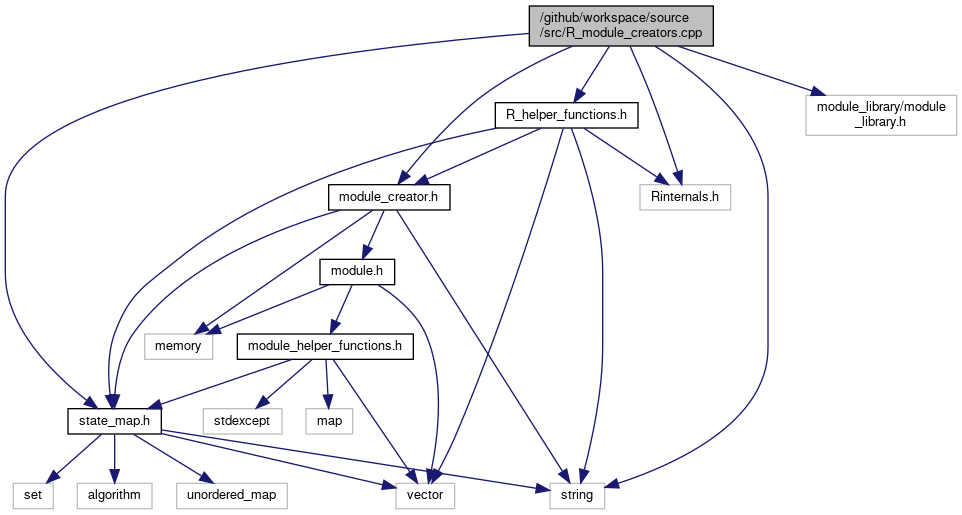 /github/workspace/source
/src/R_module_creators.cpp
R_helper_functions.h
module_library/module
_library.h
module_creator.h
Rinternals.h
module.h
memory
module_helper_functions.h
state_map.h
stdexcept
map
set
algorithm
unordered_map
vector
string